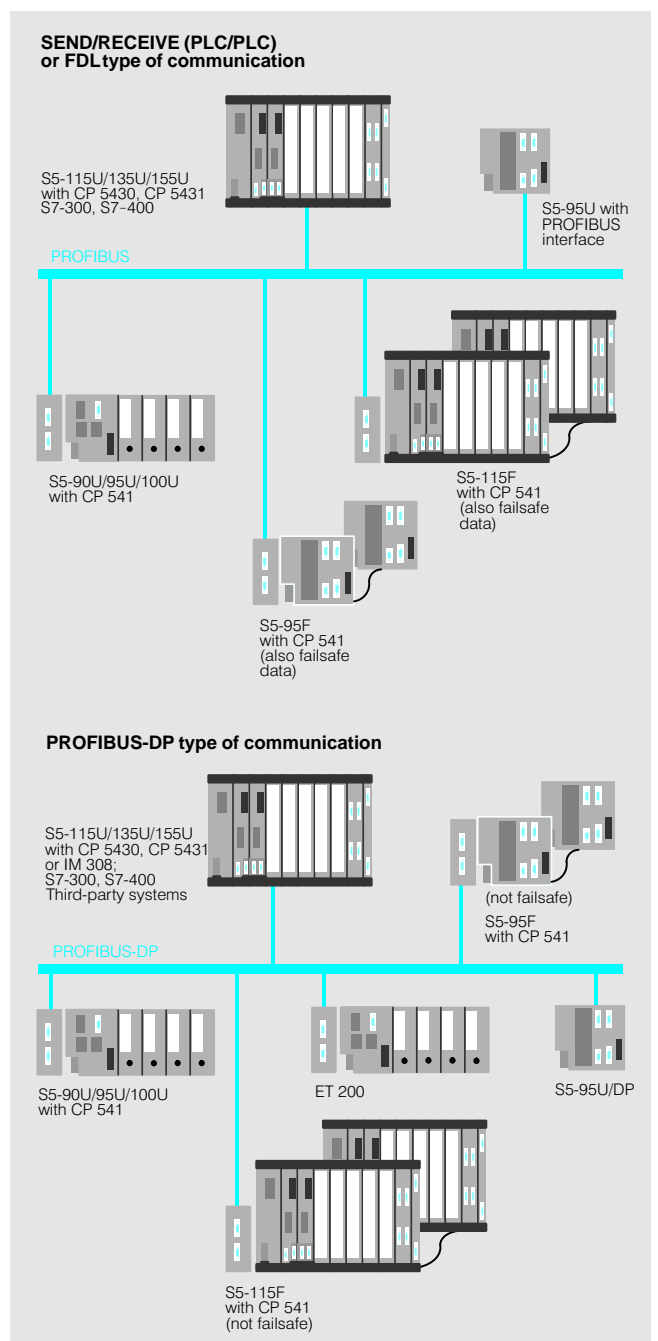 SEND/RECEIVE (PLC/PLC)
or FDL type of communication
S5-115U/135U/155U
with CP 5430, CP 5431
S7-300, S7-400
S5-95U with
PROFIBUS
interface
PROFIBUS
S5-90U/95U/100U
with CP 541
S5-115F
with CP 541
(also failsafe
data)
S5-95F
with CP 541
(also failsafe
data)
PROFIBUS-DP type of communication
S5-115U/135U/155U
with CP 5430, CP 5431
or IM 308;
S7-300, S7-400
Third-party systems
(not failsafe)
S5-95F
with CP 541
PROFIBUS-DP
S5-90U/95U/100U
with CP 541
ET 200
S5-95U/DP
S5-115F
with CP 541
(not failsafe)